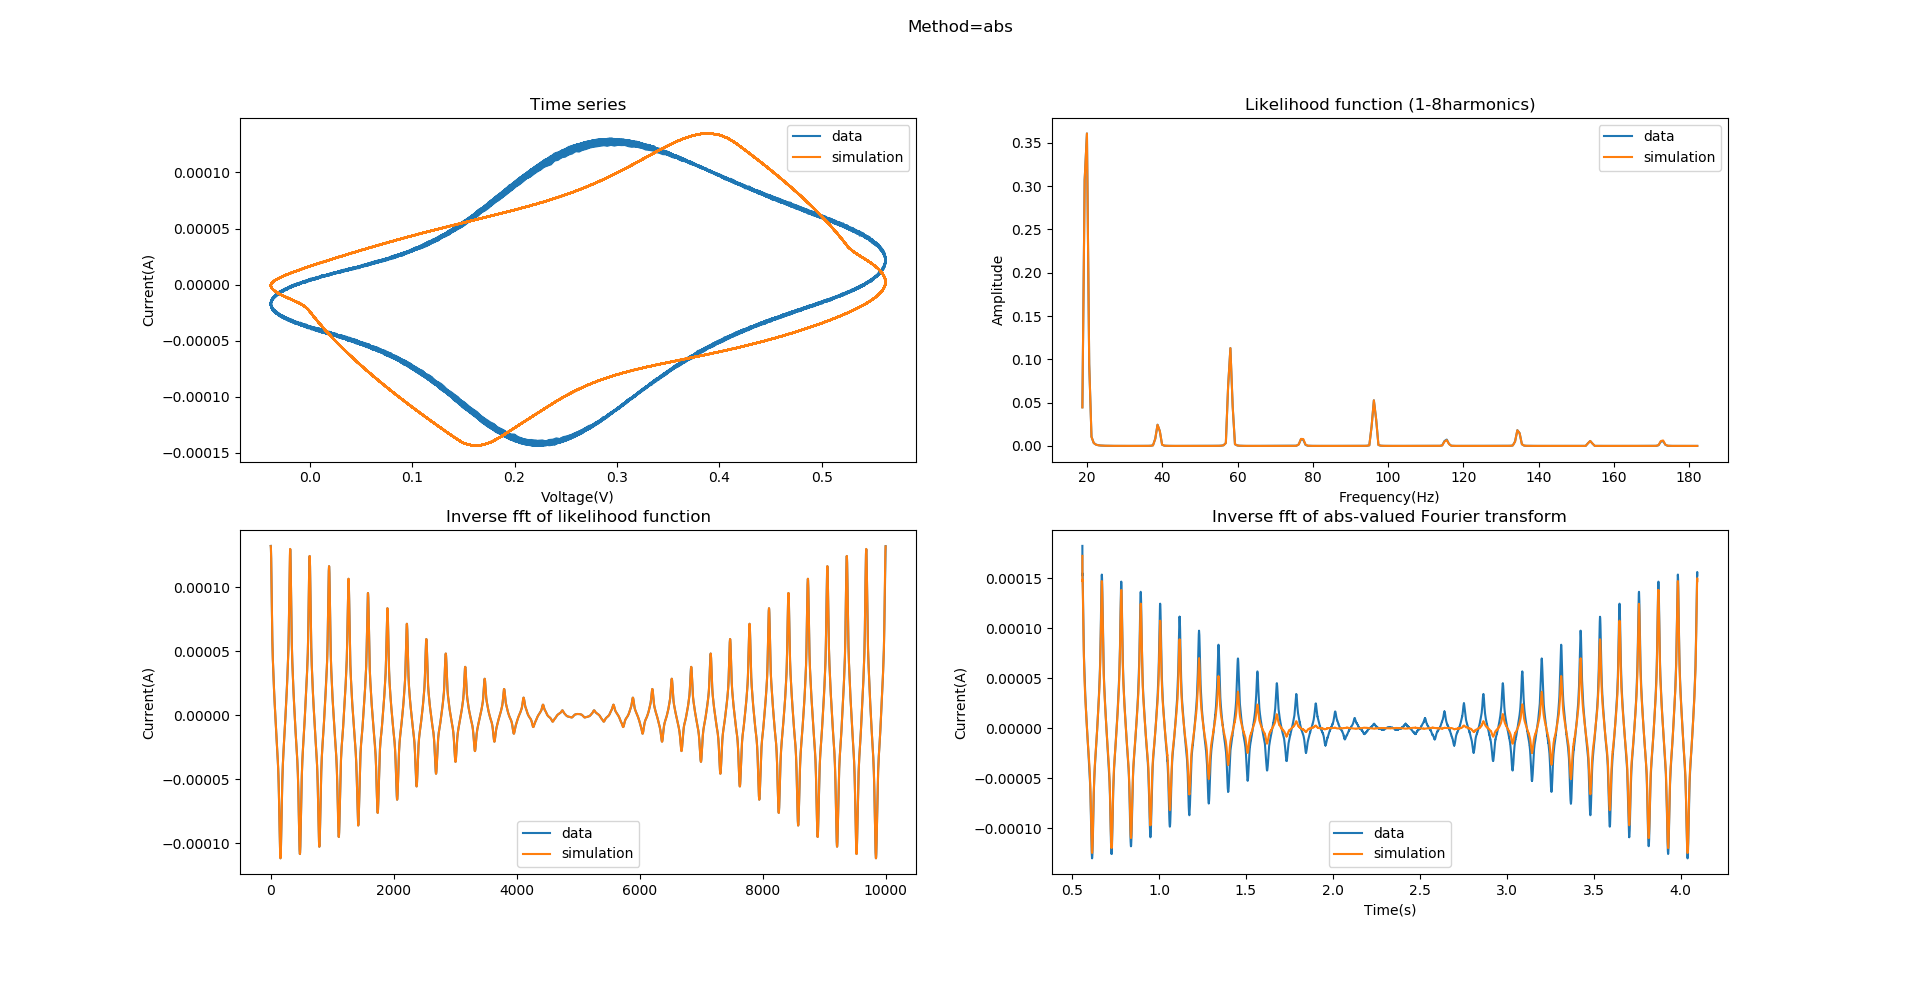 Method=abs
Time series
Current(A)
0.00010
0.00005
0.00000
−0.00005
−0.00010
−0.00015
data
simulation
0.0
0.1
0.2
0.3
0.4
0.5
Voltage(V)
Likelihood function (1-8harmonics)
Amplitude
0.35
0.30
0.25
0.20
0.15
0.10
0.05
0.00
data
simulation
20
40
60
80
100
120
140
160
180
Frequency(Hz)
Inverse fft of likelihood function
Current(A)
0.00010
0.00005
0.00000
−0.00005
−0.00010
data
simulation
0
2000
4000
6000
8000
10000
Inverse fft of abs-valued Fourier transform
Current(A)
0.00015
0.00010
0.00005
0.00000
−0.00005
−0.00010
data
simulation
0.5
1.0
1.5
2.0
2.5
3.0
3.5
4.0
Time(s)